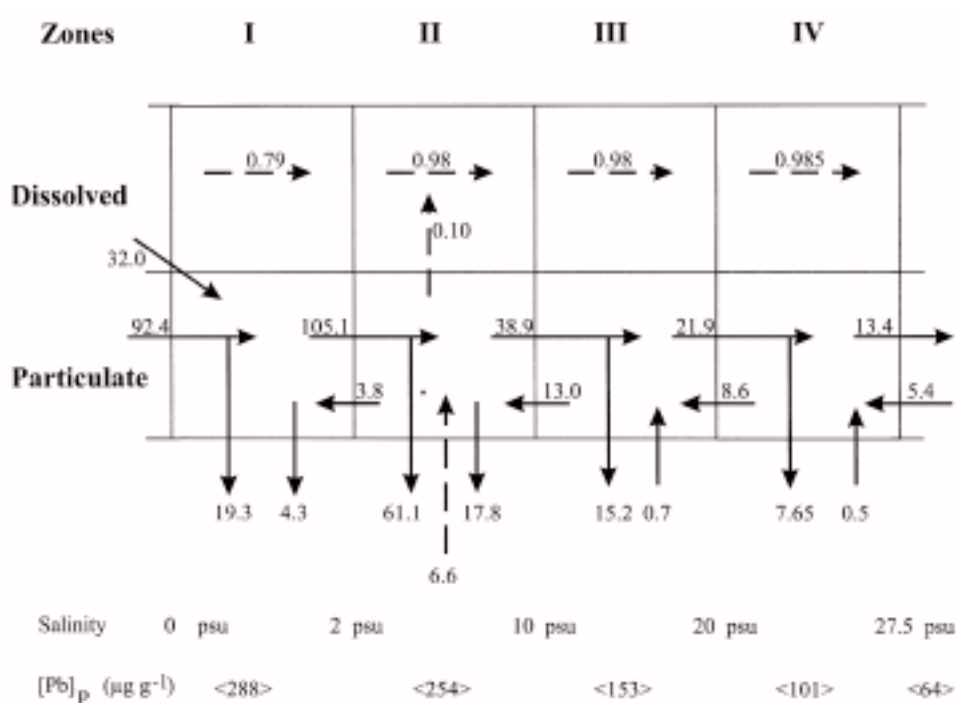 Zones I II III IV
0.79 0.98 0.98 0.985
Dissolved
0.10
32.0
92.4 105.1 38.9 21.9 13.4
Particulate
3.8 13.0 8.6 5.4
19.3 4.3 61.1 17.8 15.2 0.7 7.65 0.5
6.6
Salinity 0 psu 2 psu 10 psu 20 psu 27.5 psu
[Pb]p (μg g-1) <288> <254> <153> <101> <64>